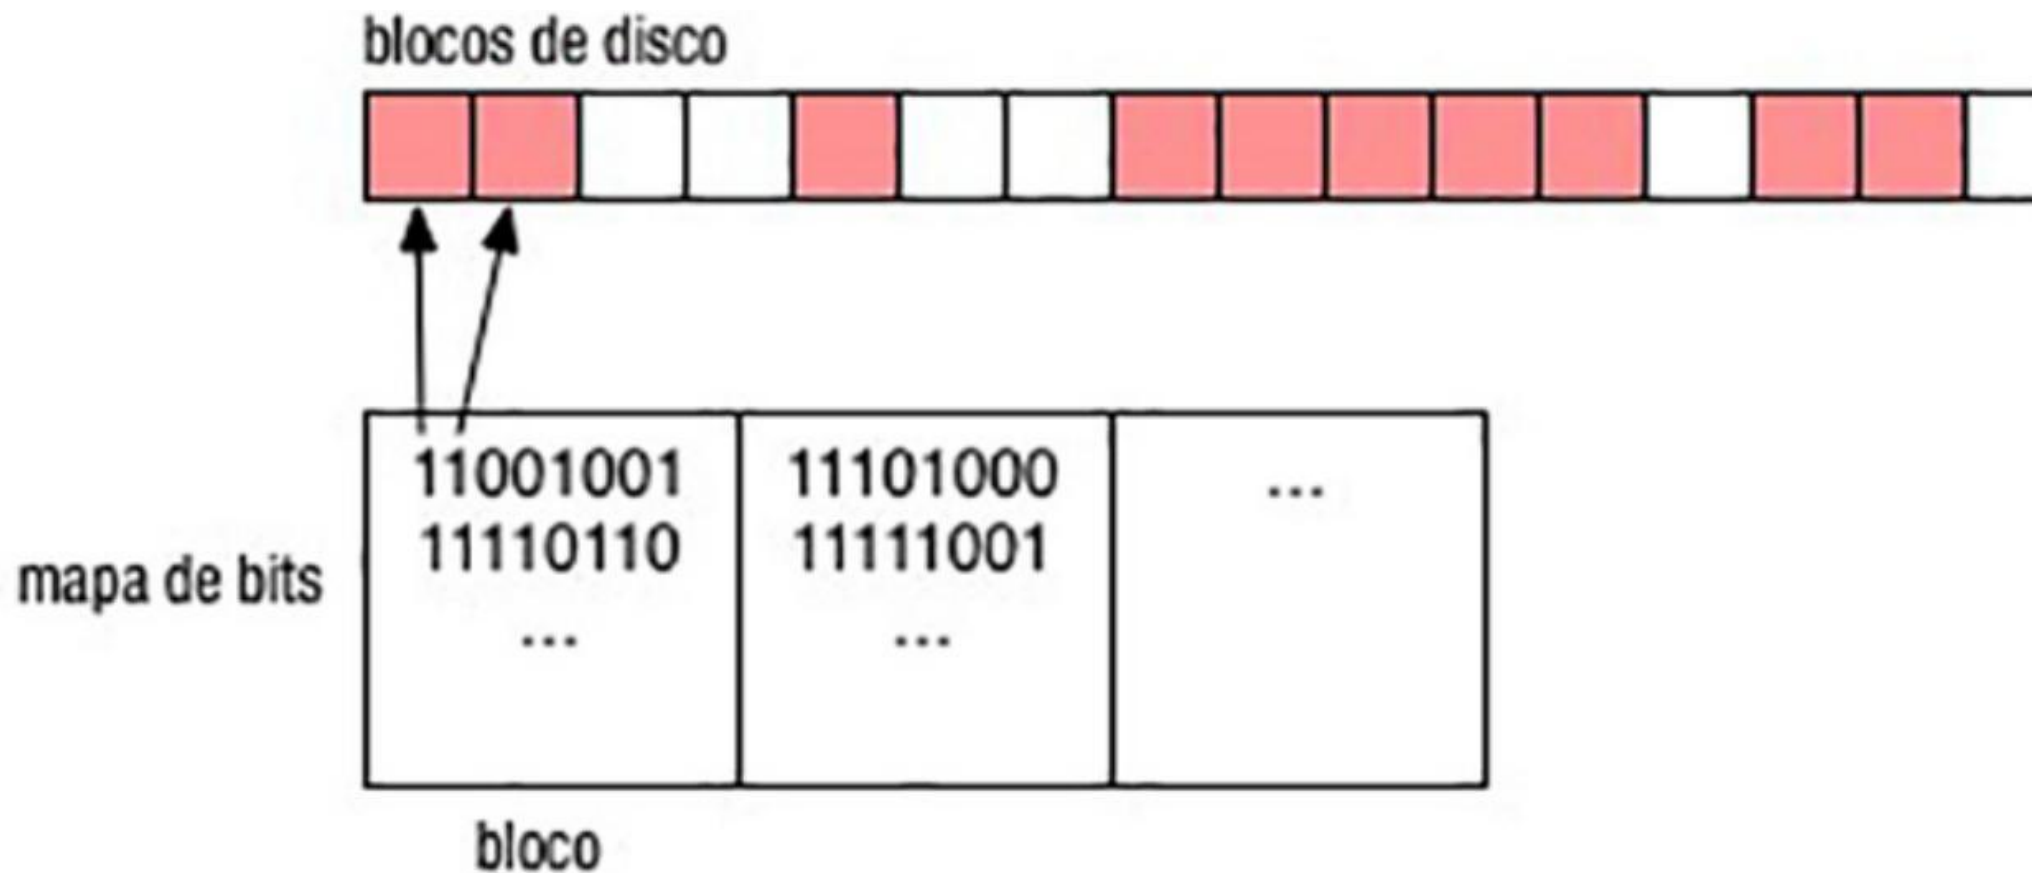 blocos de disco
11001001
11110110
...
11101000
11111001
...
...
mapa de bits
bloco